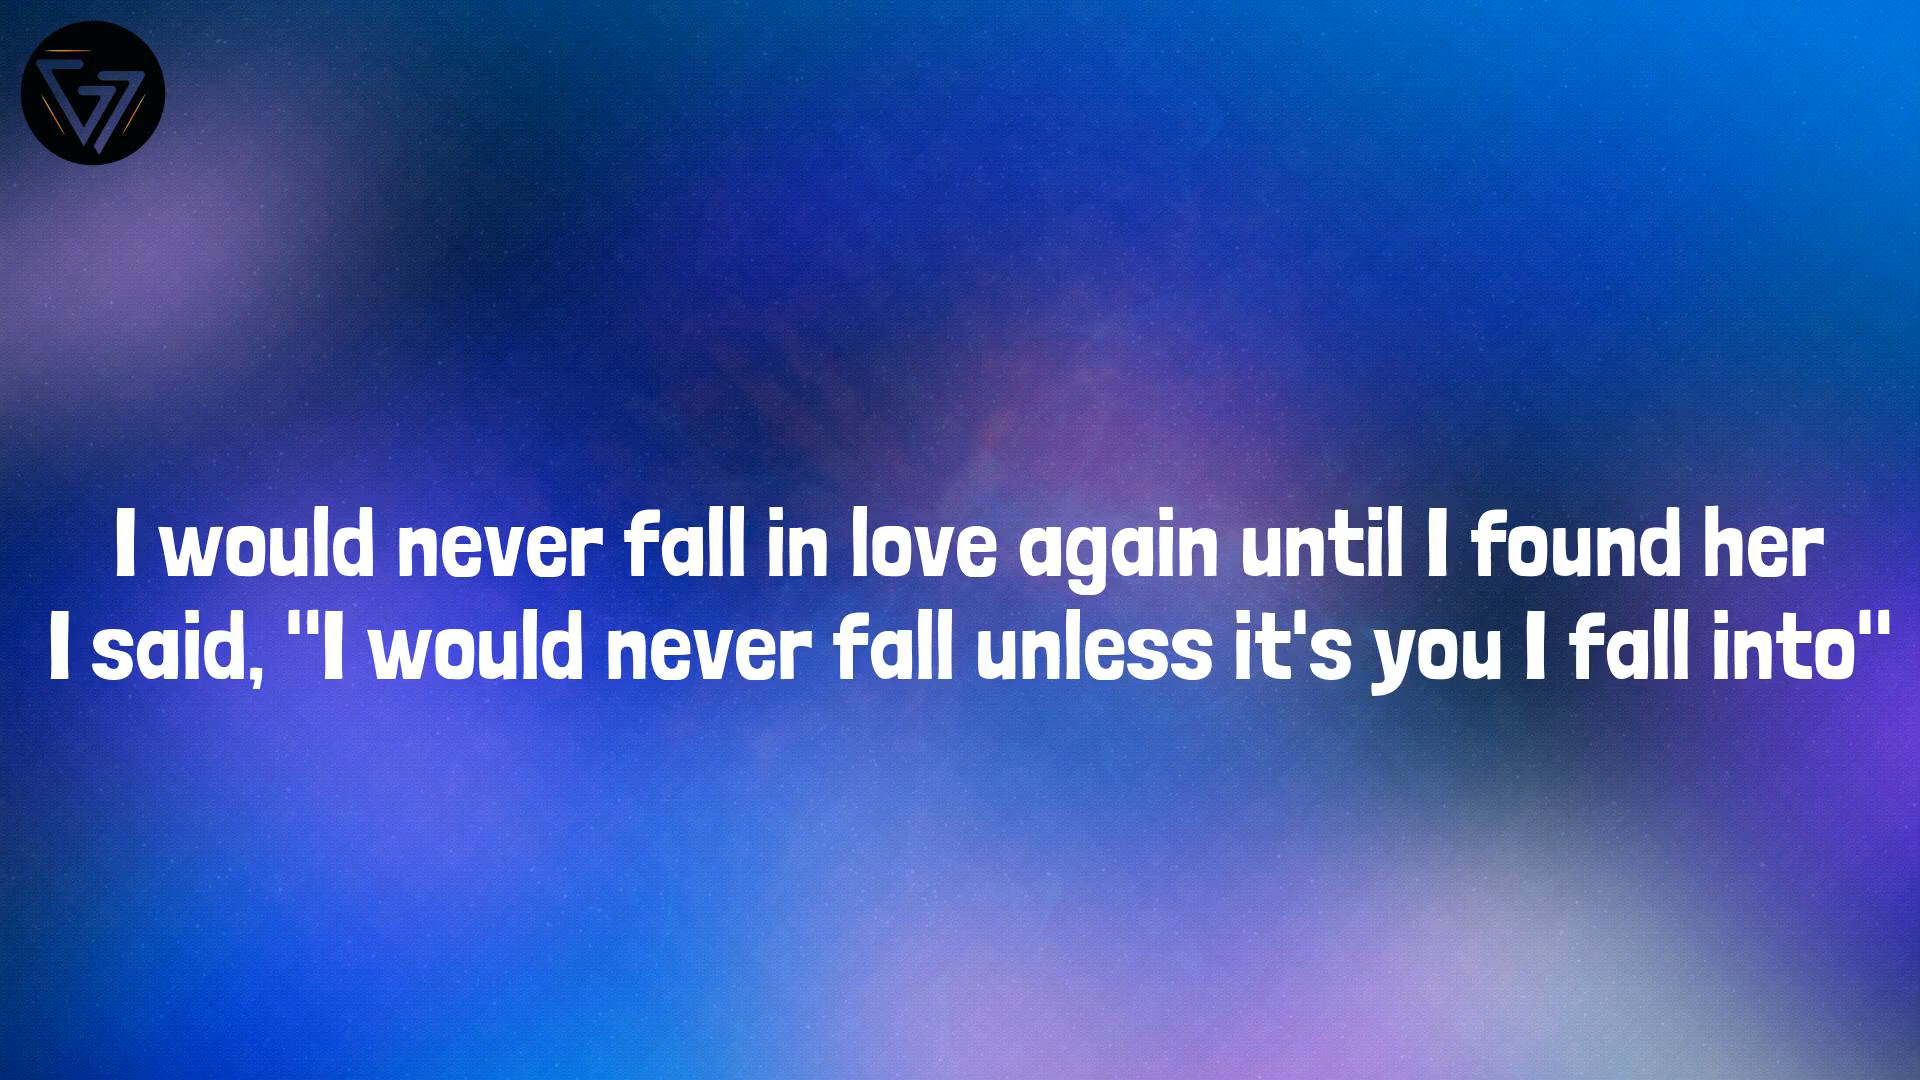 I would never fall in love again until I found her
I said, "I would never fall unless it's you I fall into"